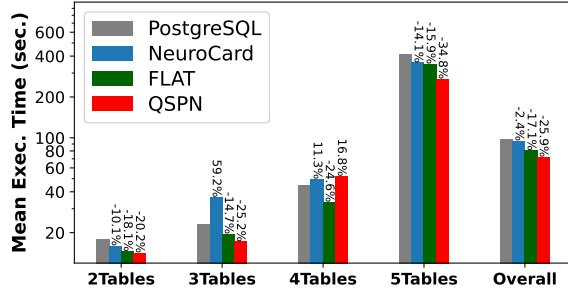 Mean Exec. Time (sec.)
600
400
200
100
80
60
40
20
PostgreSQL
NeuroCard
FLAT
QSPN
-10.1%
-18.1%
-20.2%
59.2%
-14.7%
-25.2%
11.3%
-24.6%
16.8%
-14.1%
-15.9%
-34.8%
-2.4%
-17.1%
-25.9%
2Tables
3Tables
4Tables
5Tables
Overall